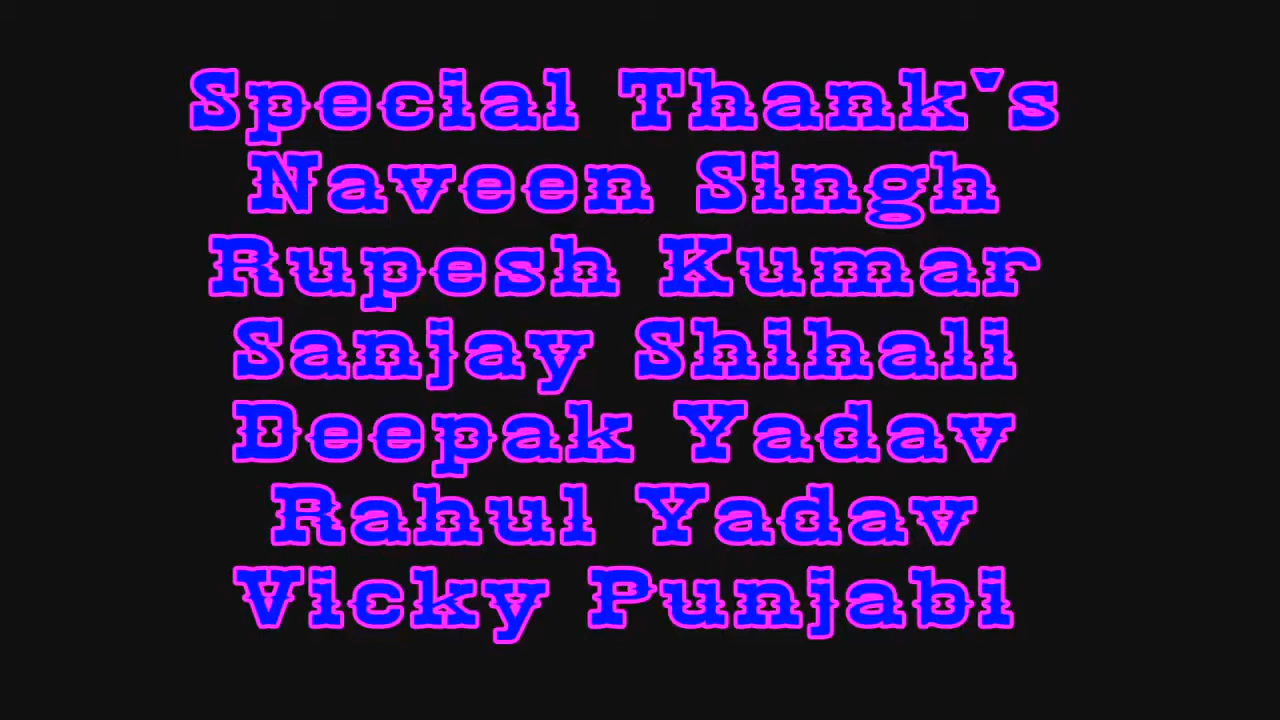 Special Thank's
Naveen Singh
Rupesh Kumar
Sanjay Shihali
Deepak Yadav
Rahul Yadav
Vicky Punjabi